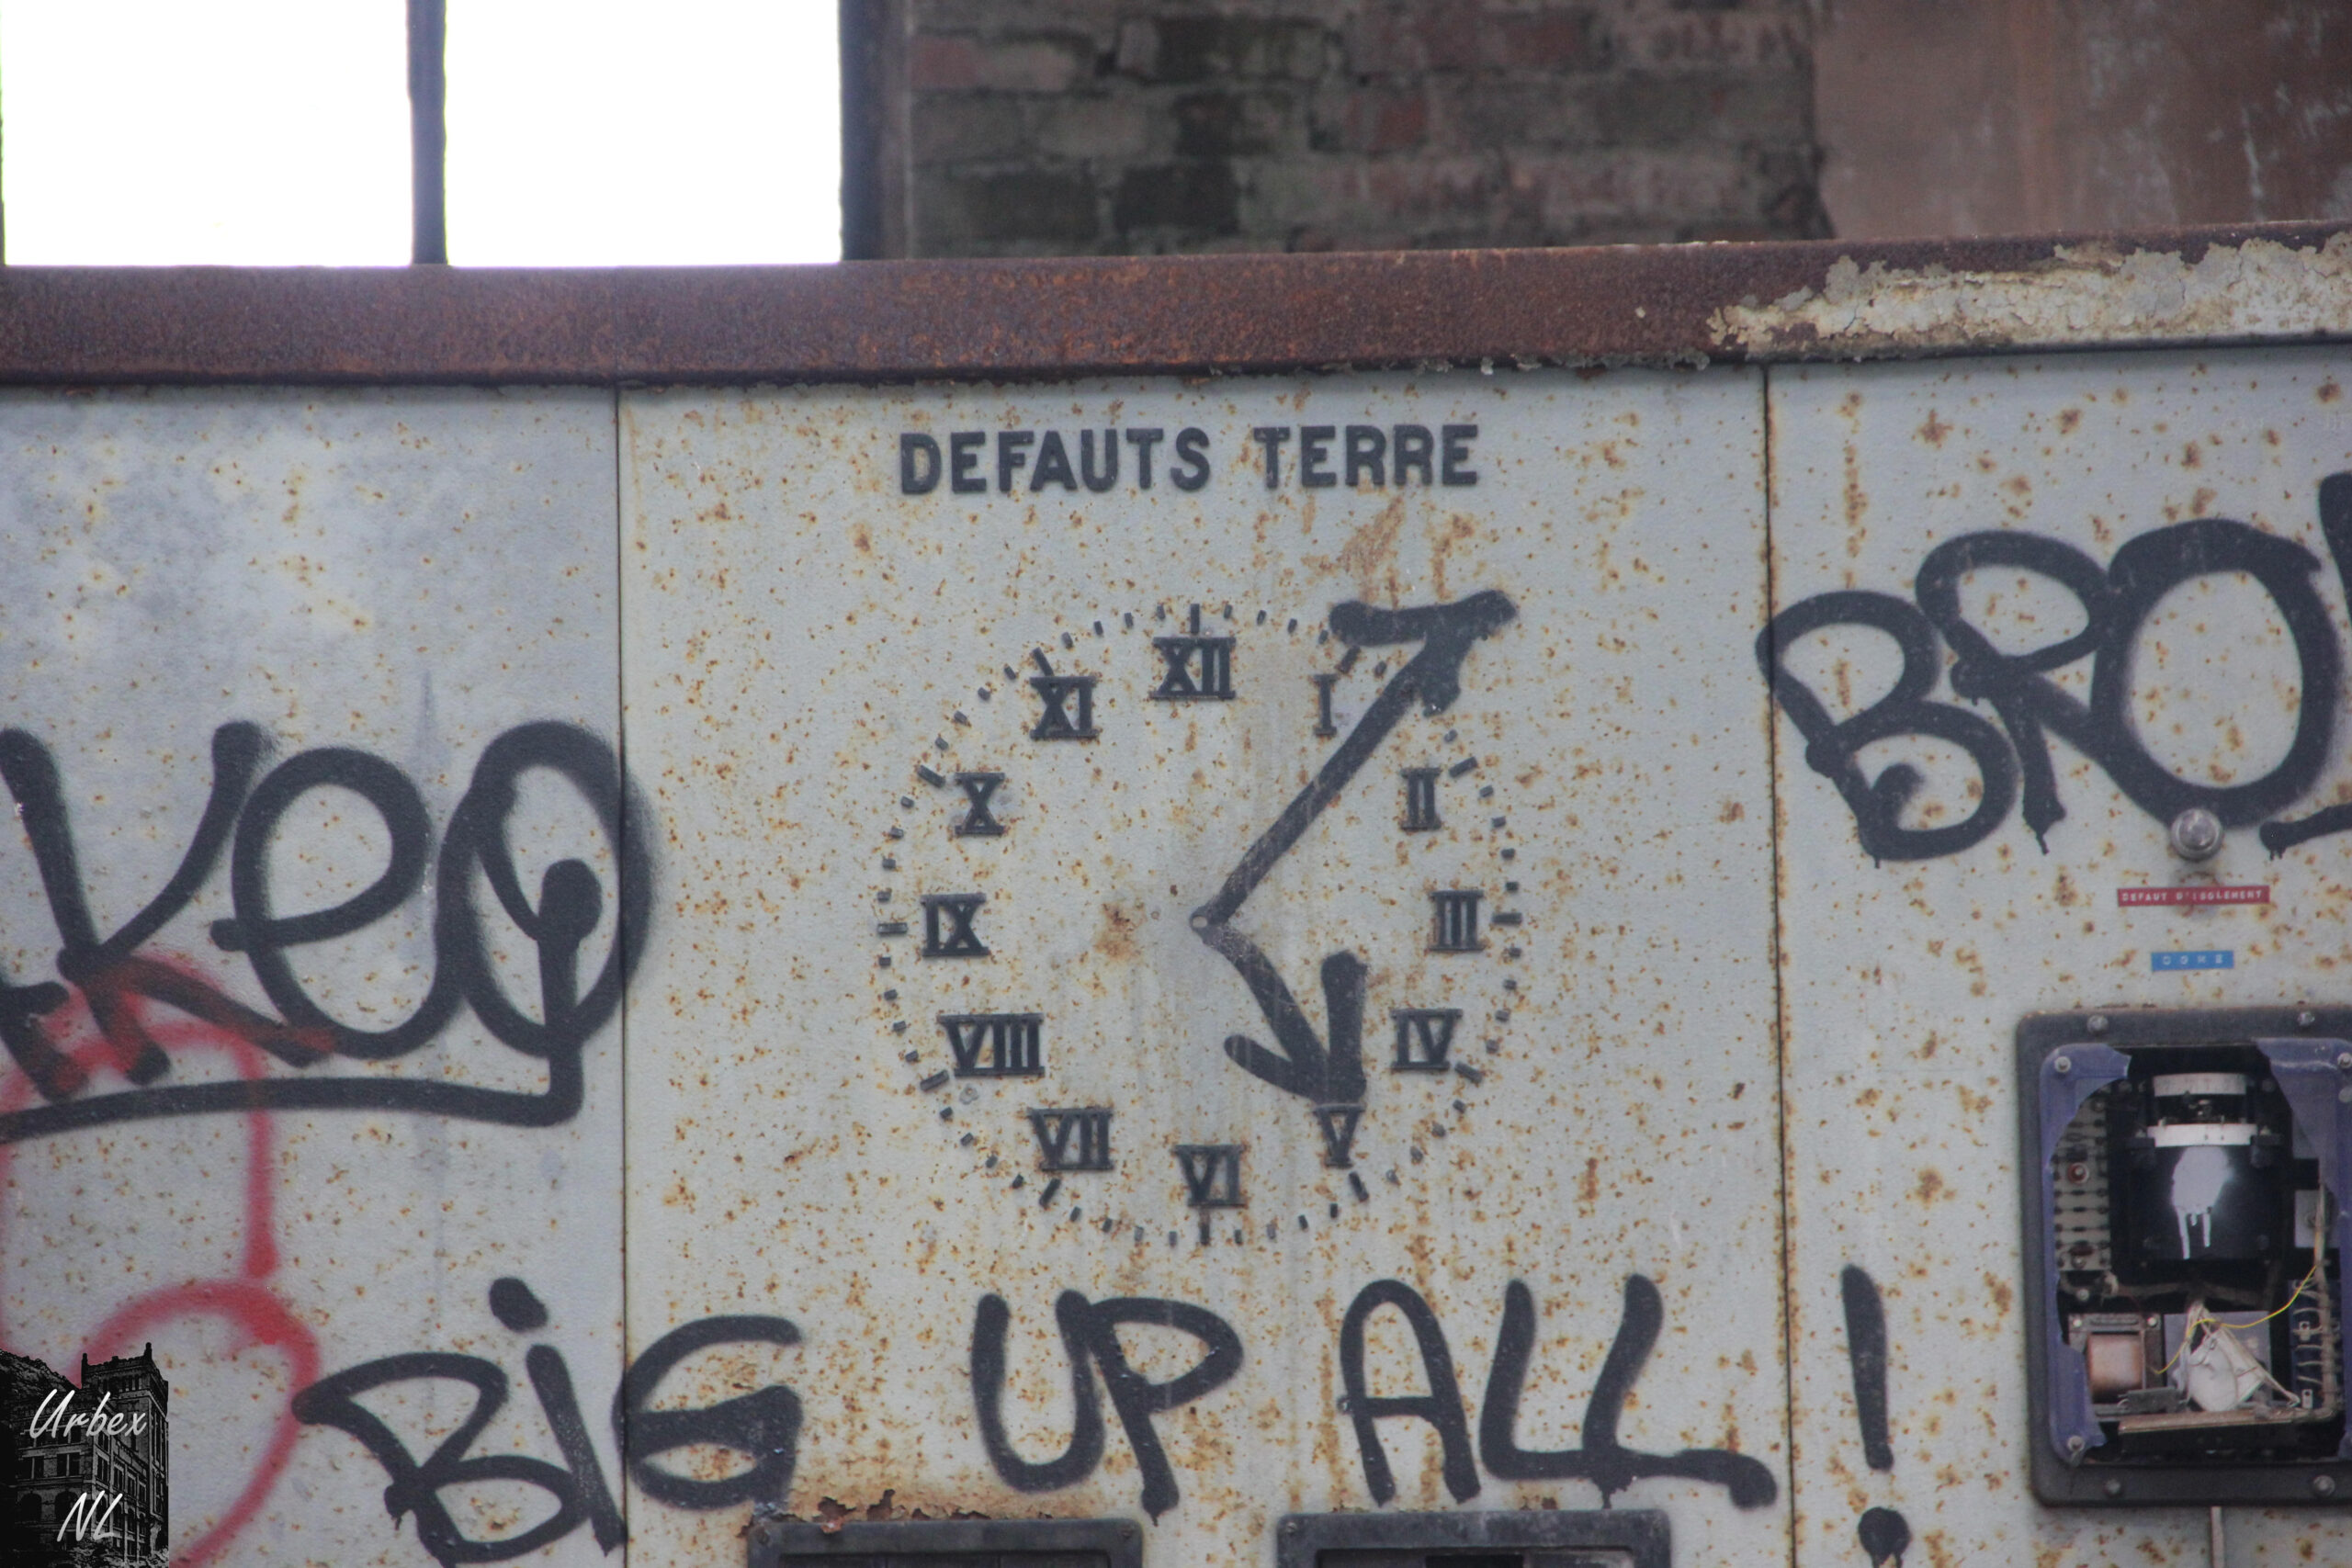 DEFAUTS TERRE
XII
XI
I
X
II
IX
III
VIII
IV
VII
V
VI
KEO
BRO
DEFAUT D'ISOLEMENT
BIG UP ALL !
Urbex
NL